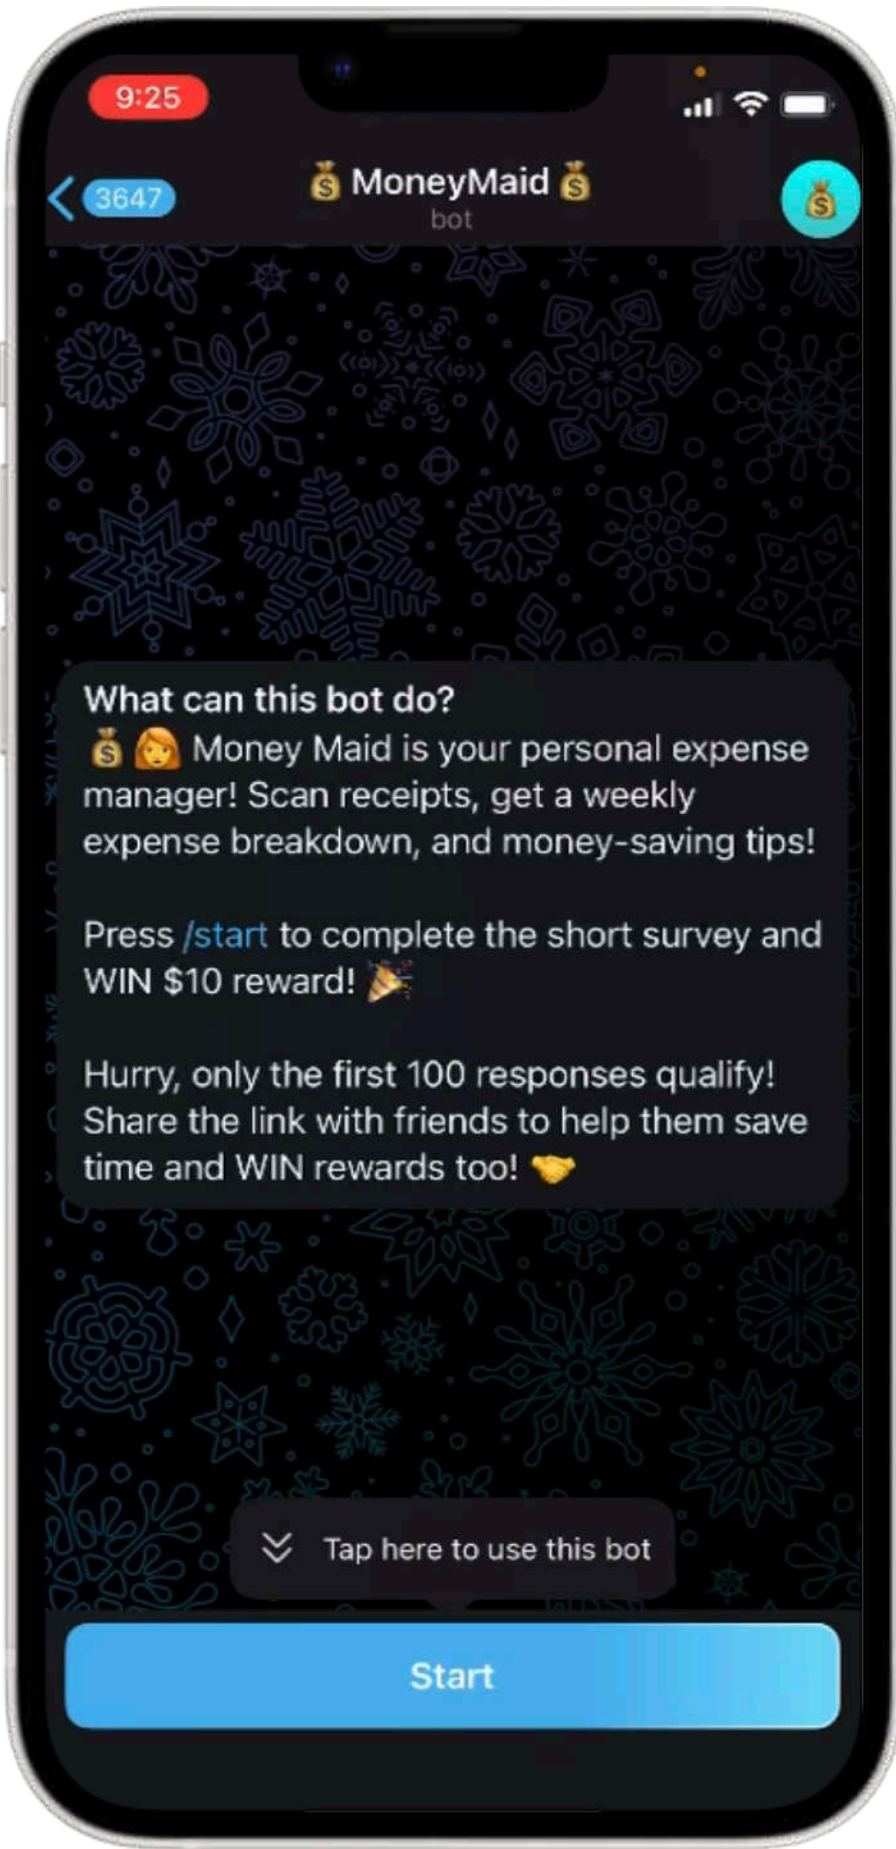 9:25
3647
💰 MoneyMaid 💰
bot
What can this bot do?
💰 👩‍🦰 Money Maid is your personal expense
manager! Scan receipts, get a weekly
expense breakdown, and money-saving tips!
Press /start to complete the short survey and
WIN $10 reward! 🎉
Hurry, only the first 100 responses qualify!
Share the link with friends to help them save
time and WIN rewards too! 🤝
Tap here to use this bot
Start